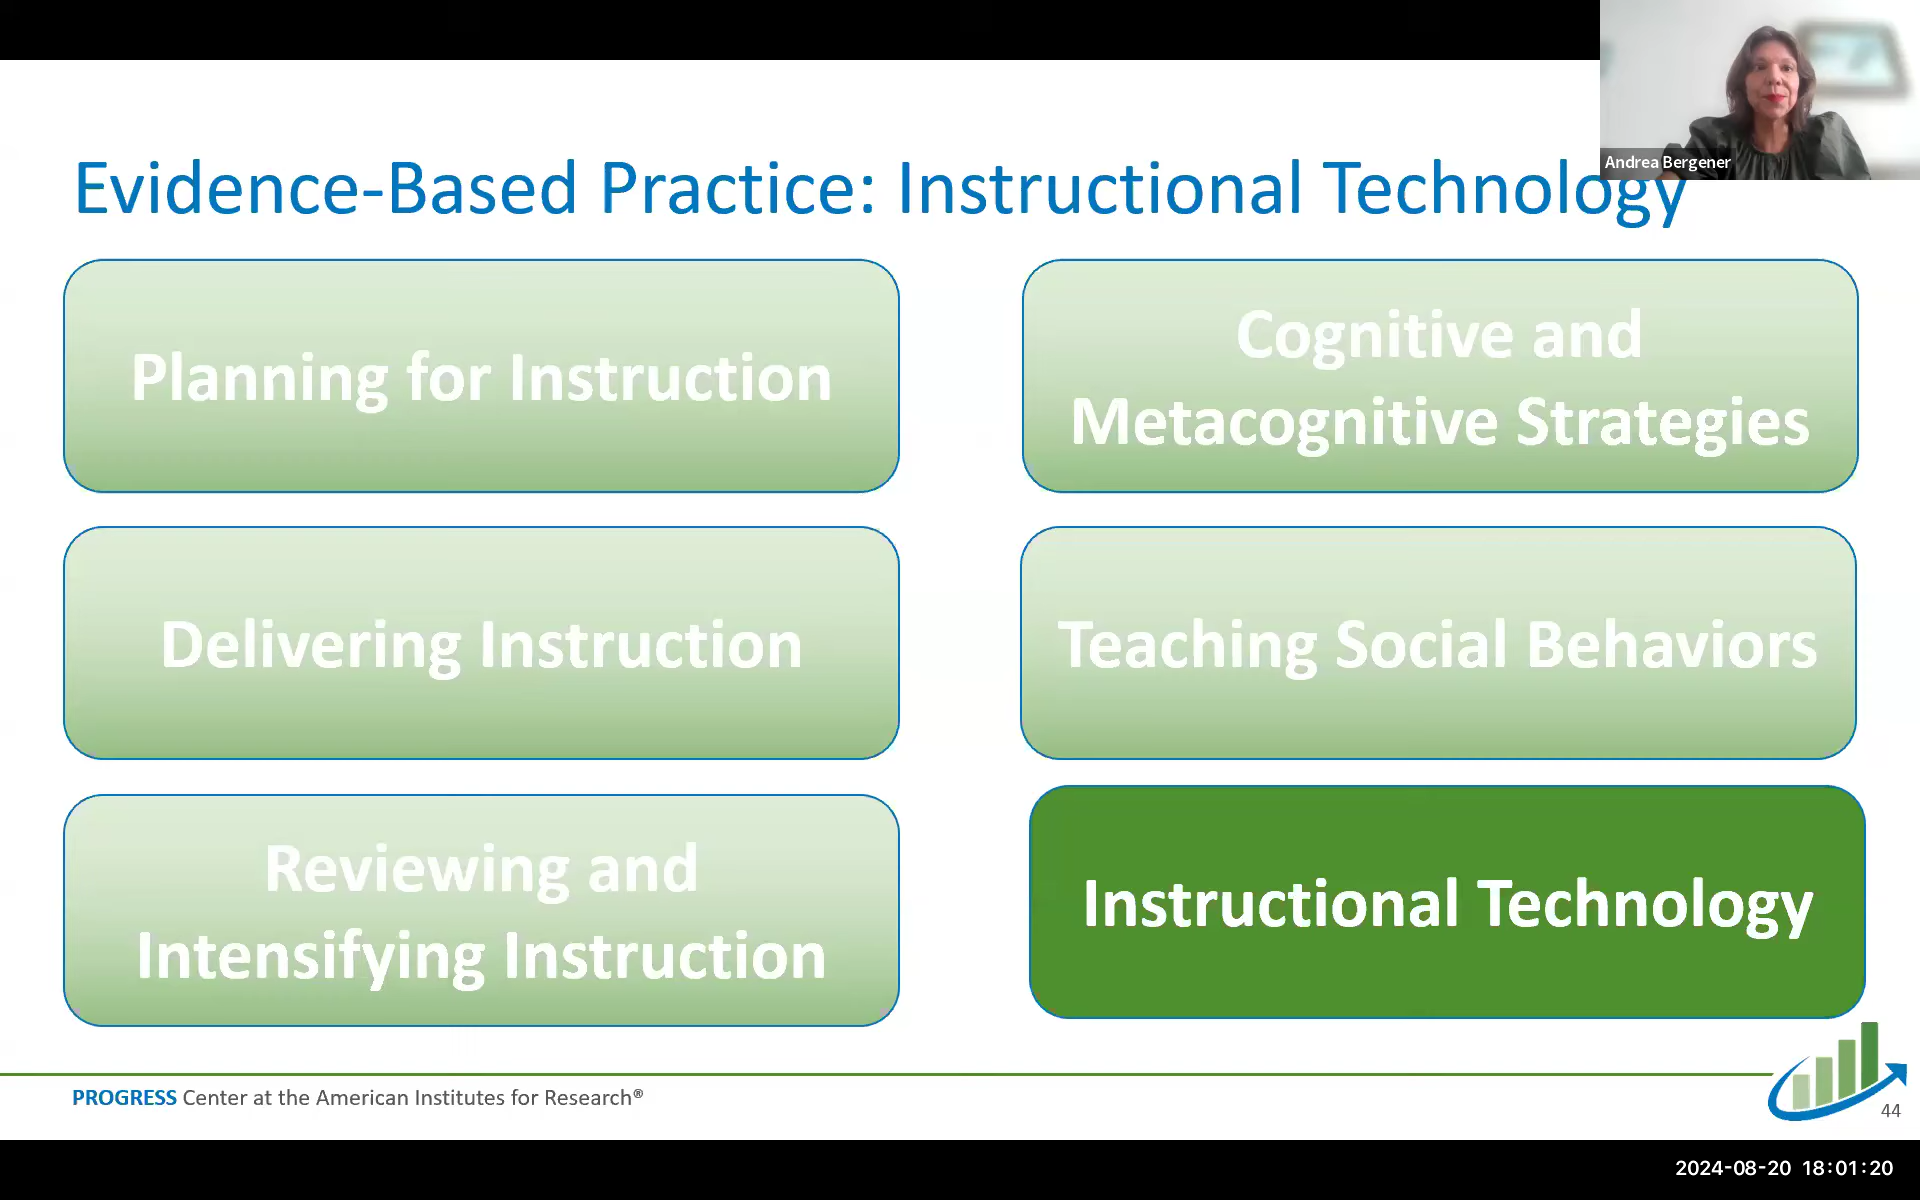 Andrea Bergener
Evidence-Based Practice: Instructional Technology
Planning for Instruction
Cognitive and
Metacognitive Strategies
Delivering Instruction
Teaching Social Behaviors
Reviewing and
Intensifying Instruction
Instructional Technology
PROGRESS Center at the American Institutes for Research®
44
2024-08-20 18:01:20